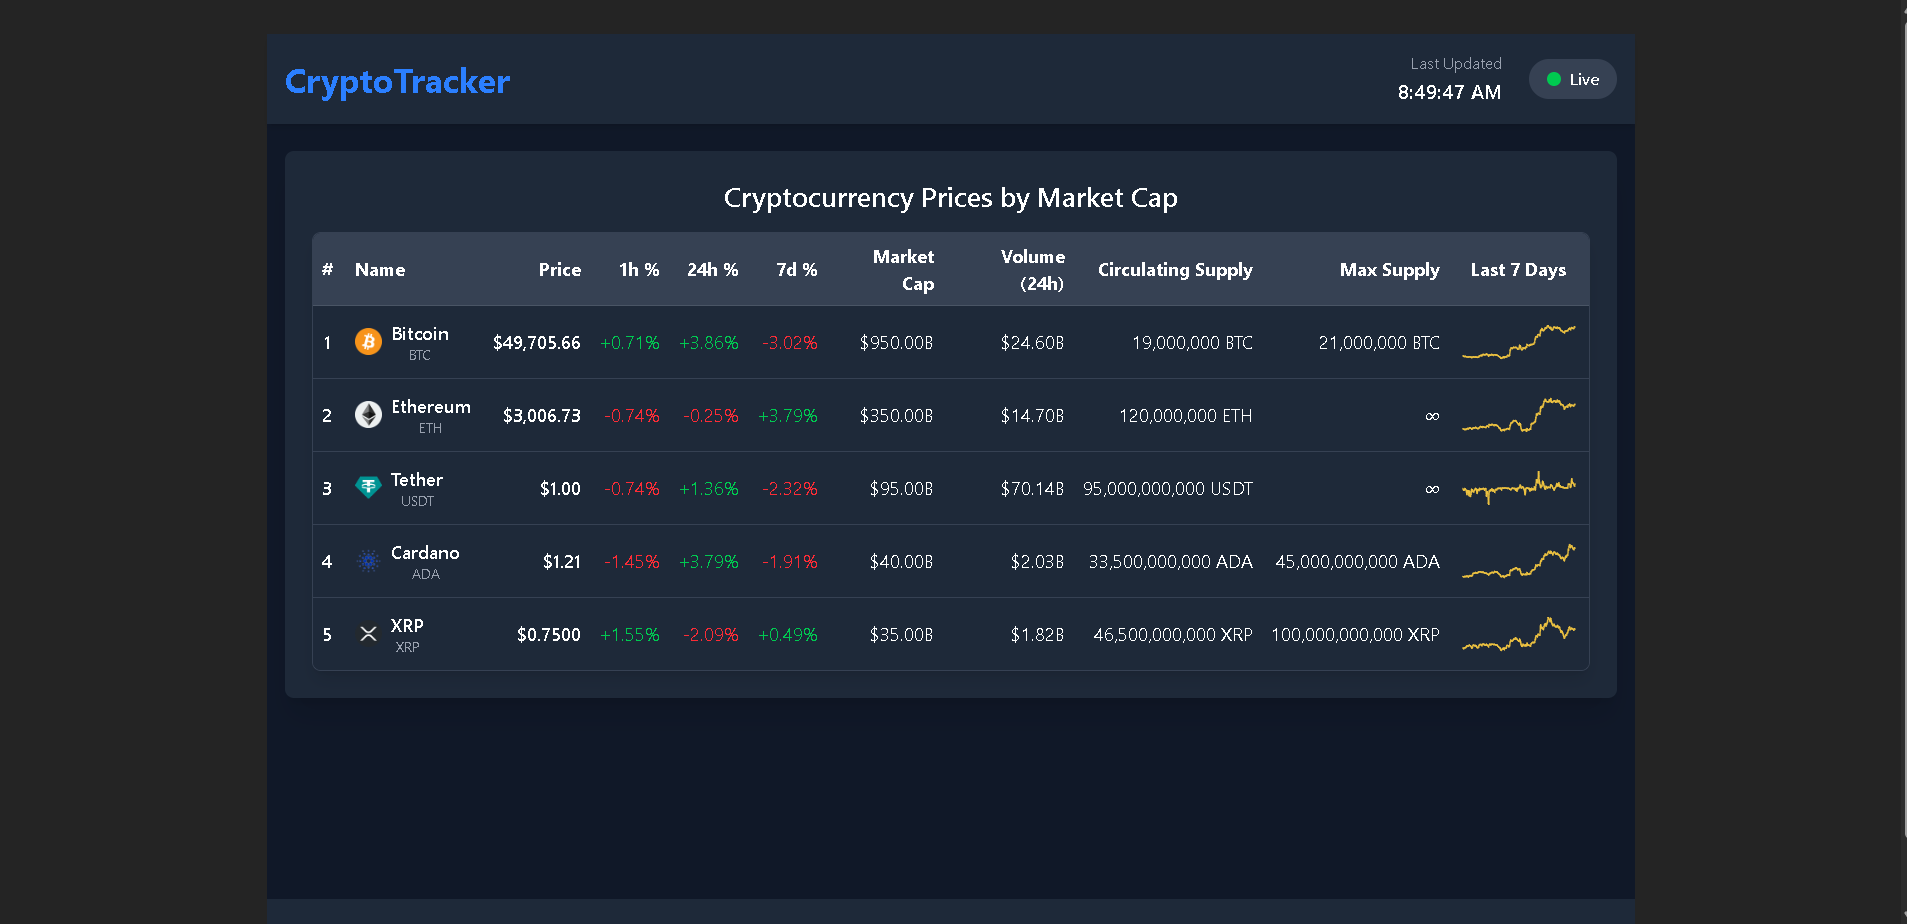 CryptoTracker
Last Updated
8:49:47 AM
Live
Cryptocurrency Prices by Market Cap
# Name Price 1h % 24h % 7d % Market Cap Volume (24h) Circulating Supply Max Supply Last 7 Days
1 Bitcoin BTC $49,705.66 +0.71% +3.86% -3.02% $950.00B $24.60B 19,000,000 BTC 21,000,000 BTC
2 Ethereum ETH $3,006.73 -0.74% -0.25% +3.79% $350.00B $14.70B 120,000,000 ETH ∞
3 Tether USDT $1.00 -0.74% +1.36% -2.32% $95.00B $70.14B 95,000,000,000 USDT ∞
4 Cardano ADA $1.21 -1.45% +3.79% -1.91% $40.00B $2.03B 33,500,000,000 ADA 45,000,000,000 ADA
5 XRP XRP $0.7500 +1.55% -2.09% +0.49% $35.00B $1.82B 46,500,000,000 XRP 100,000,000,000 XRP